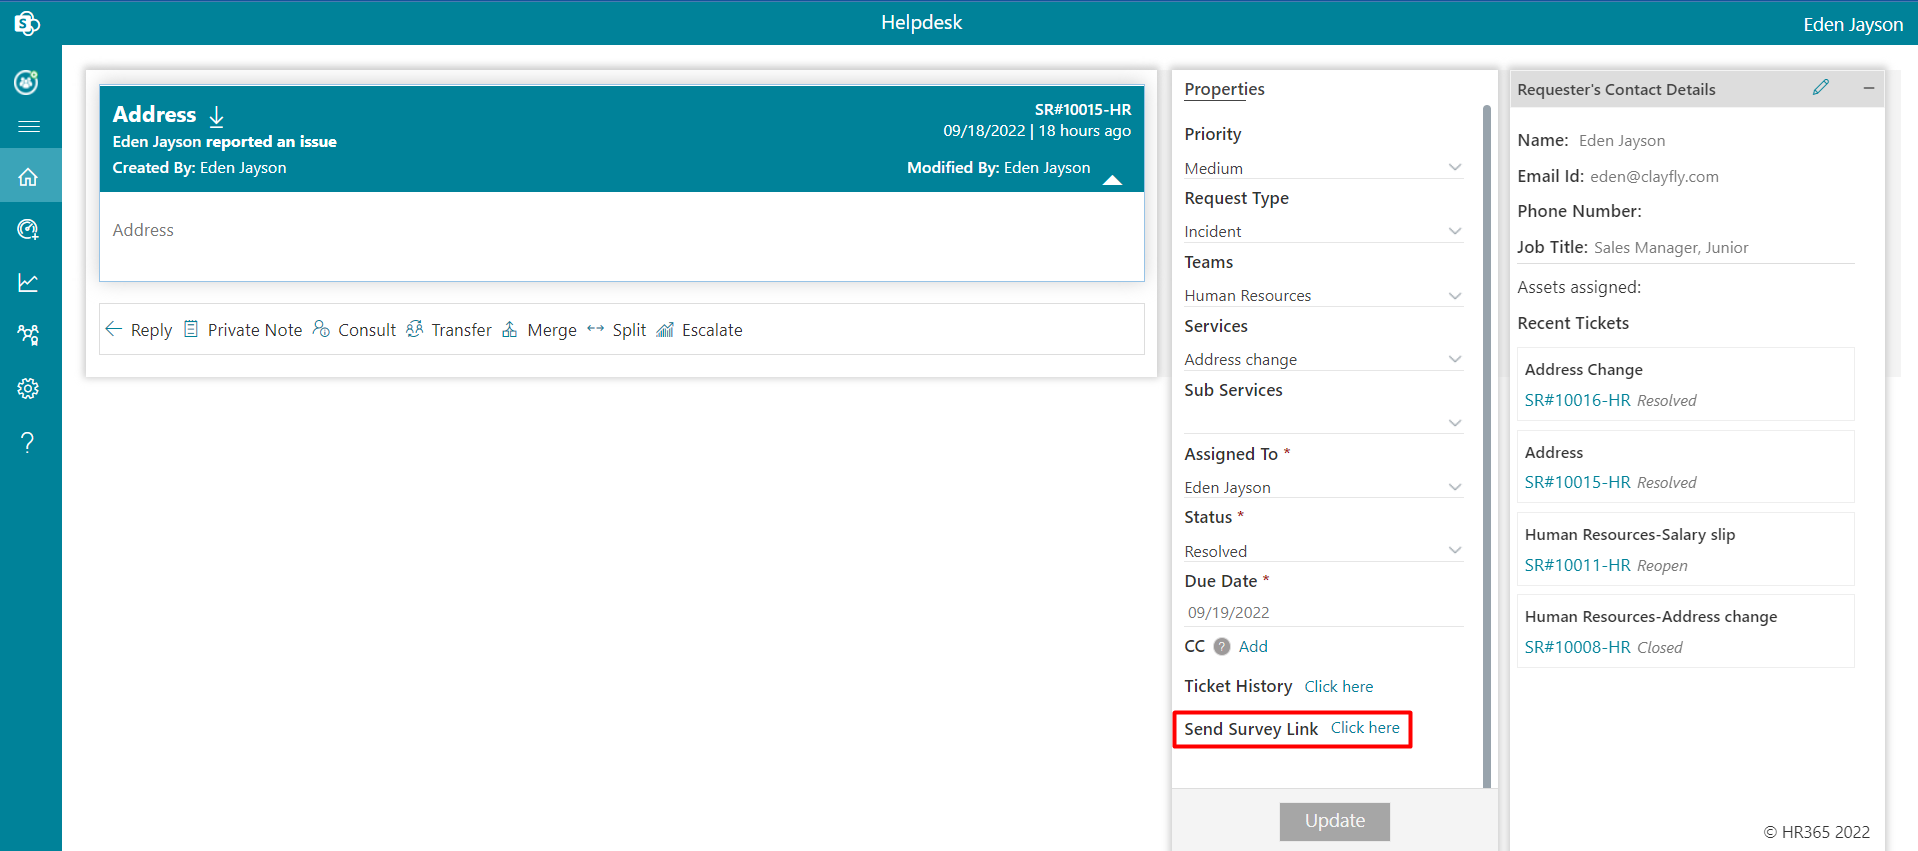 Helpdesk
Eden Jayson
Address
SR#10015-HR
Eden Jayson reported an issue
09/18/2022 | 18 hours ago
Created By: Eden Jayson
Modified By: Eden Jayson
Address
Reply Private Note Consult Transfer Merge Split Escalate
Properties
Priority
Medium
Request Type
Incident
Teams
Human Resources
Services
Address change
Sub Services
Assigned To *
Eden Jayson
Status *
Resolved
Due Date *
09/19/2022
CC ? Add
Ticket History Click here
Send Survey Link Click here
Update
Requester's Contact Details
Name: Eden Jayson
Email Id: eden@clayfly.com
Phone Number:
Job Title: Sales Manager, Junior
Assets assigned:
Recent Tickets
Address Change
SR#10016-HR Resolved
Address
SR#10015-HR Resolved
Human Resources-Salary slip
SR#10011-HR Reopen
Human Resources-Address change
SR#10008-HR Closed
© HR365 2022